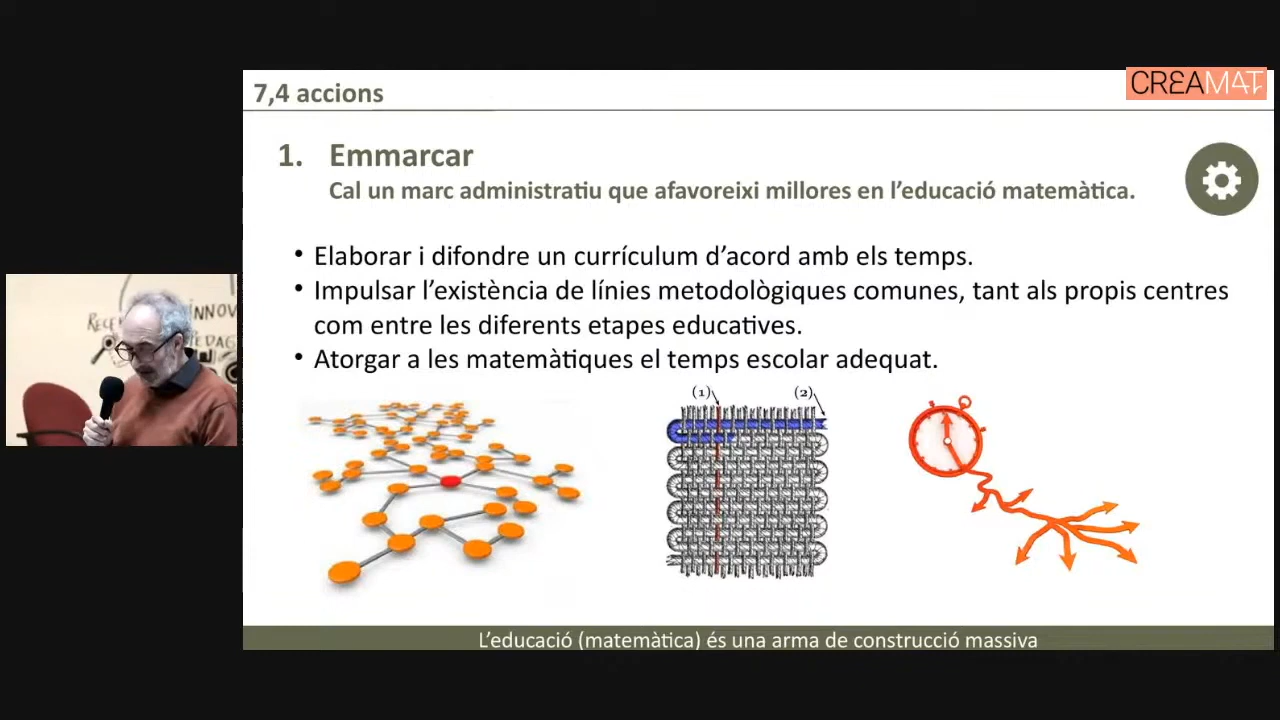 7,4 accions
CREAMAT
1. Emmarcar
Cal un marc administratiu que afavoreixi millores en l’educació matemàtica.
• Elaborar i difondre un currículum d’acord amb els temps.
• Impulsar l’existència de línies metodològiques comunes, tant als propis centres
com entre les diferents etapes educatives.
• Atorgar a les matemàtiques el temps escolar adequat.
(1) (2)
L’educació (matemàtica) és una arma de construcció massiva